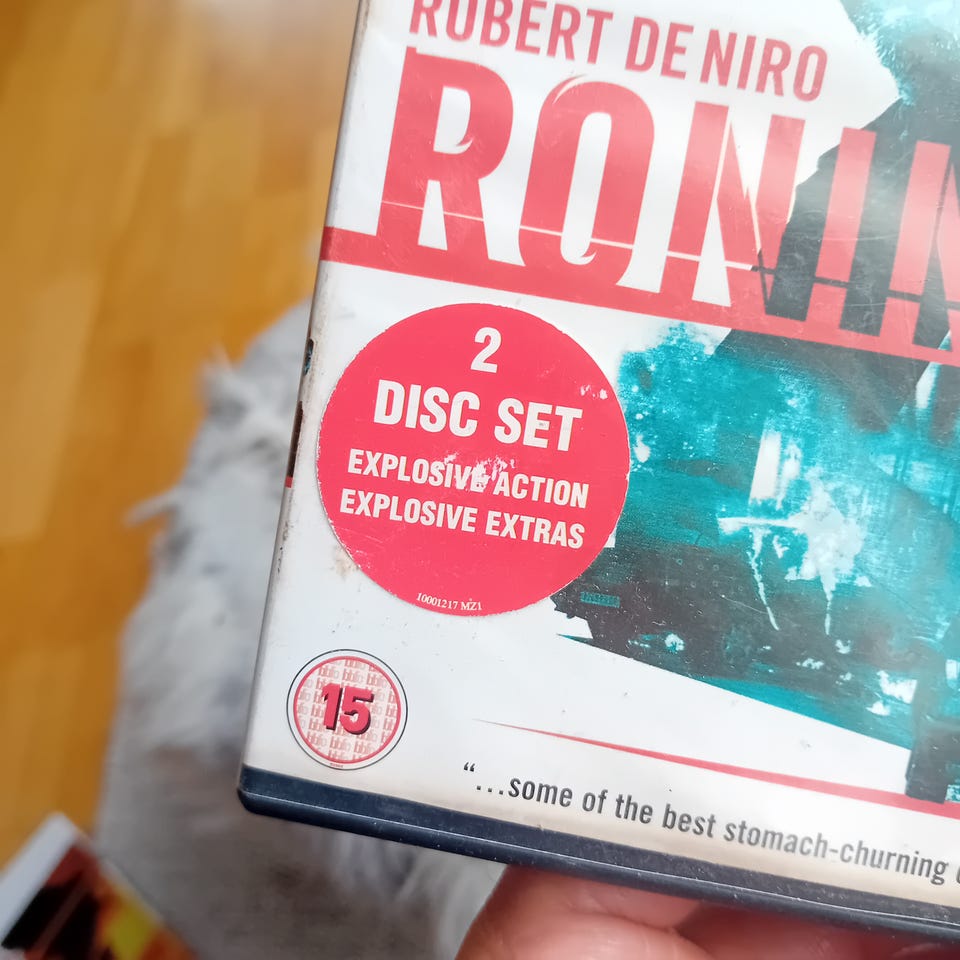 ROBERT DE NIRO
RONIN
2
DISC SET
EXPLOSIVE ACTION
EXPLOSIVE EXTRAS
10001217 MZ1
15
“...some of the best stomach-churning